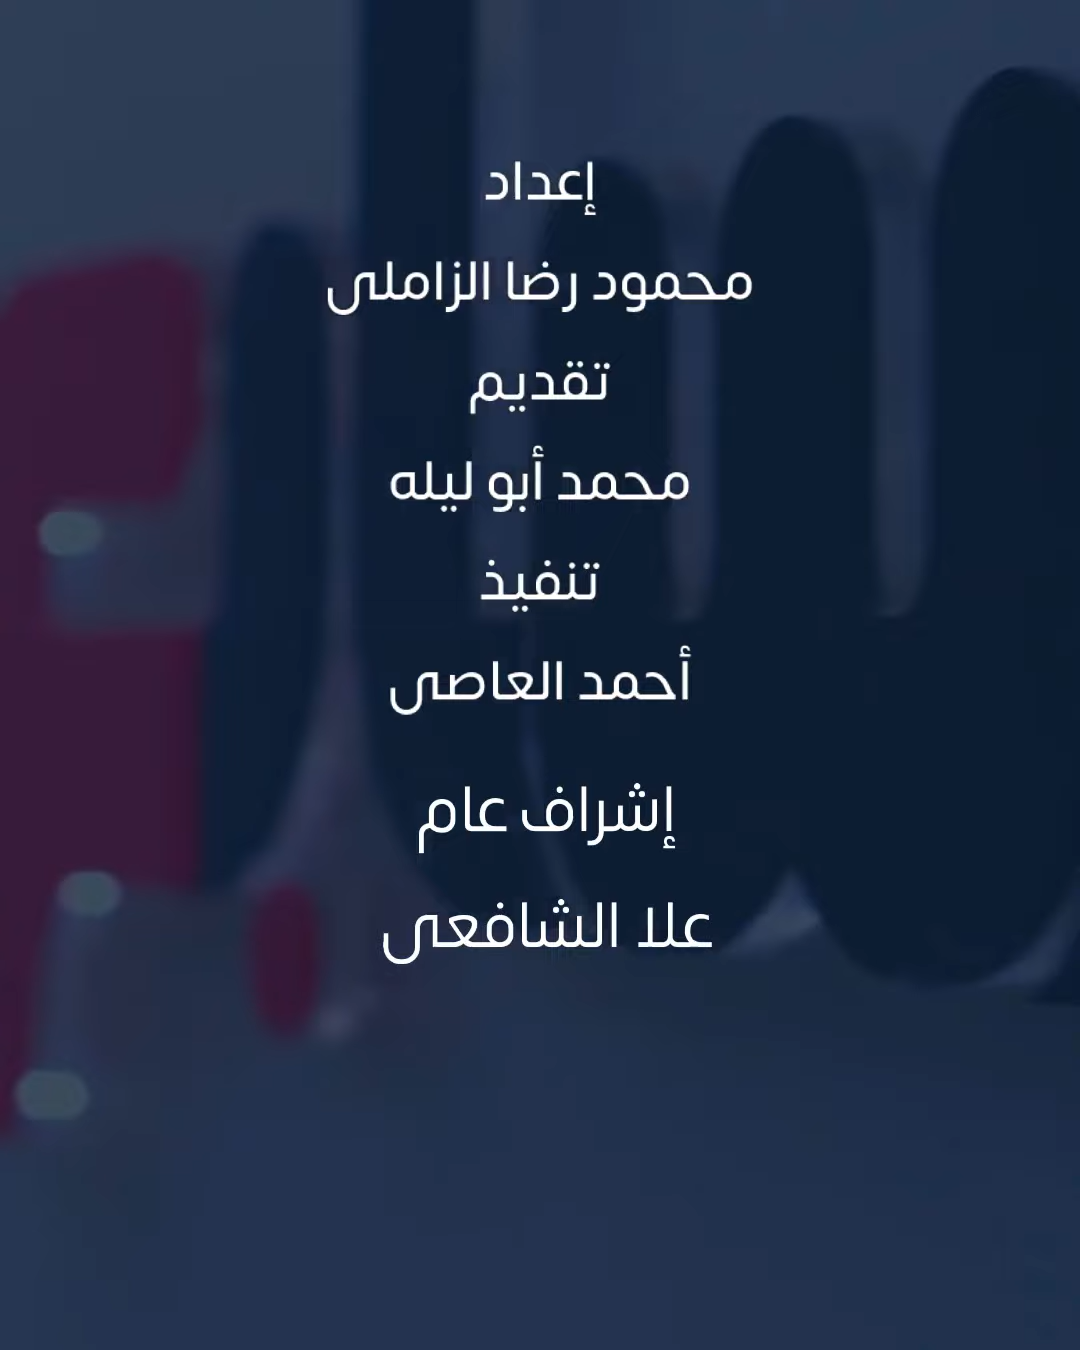 إعداد
محمود رضا الزاملى
تقديم
محمد أبو ليله
تنفيذ
أحمد العاصى
إشراف عام
علا الشافعى